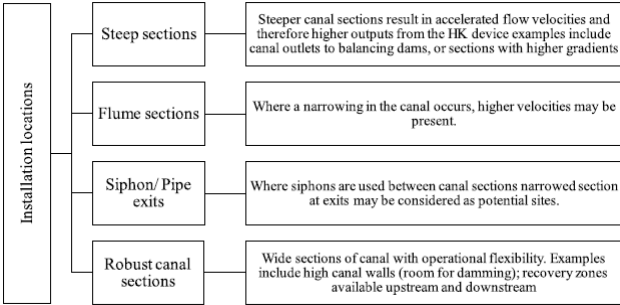 Installation locations
Steep sections
Steeper canal sections result in accelerated flow velocities and
therefore higher outputs from the HK device examples include
canal outlets to balancing dams, or sections with higher gradients
Flume sections
Where a narrowing in the canal occurs, higher velocities may be
present.
Siphon/ Pipe
exits
Where siphons are used between canal sections narrowed section
at exits may be considered as potential sites.
Robust canal
sections
Wide sections of canal with operational flexibility. Examples
include high canal walls (room for damming); recovery zones
available upstream and downstream